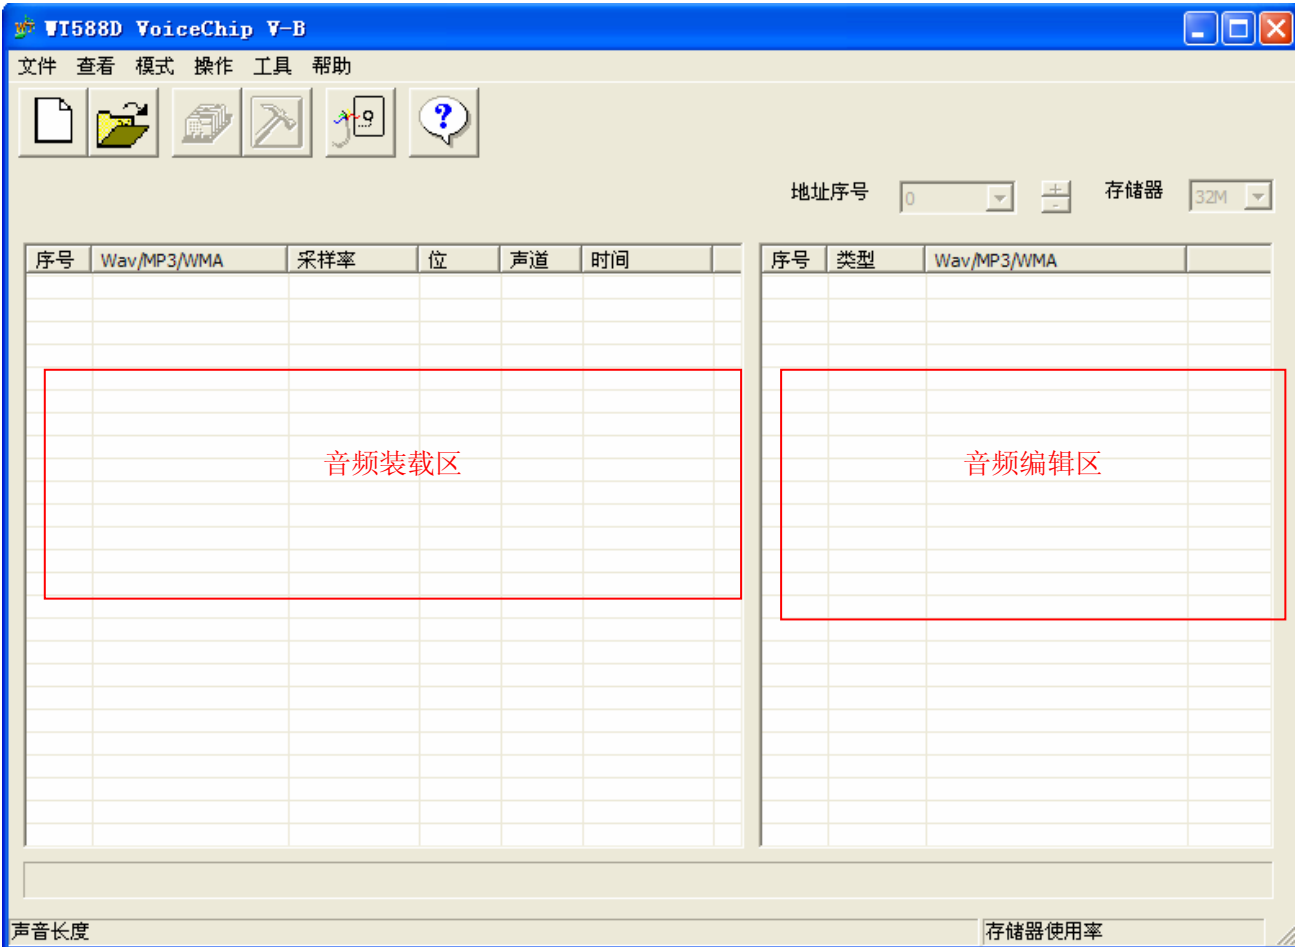 WT588D VoiceChip V-B
文件 查看 模式 操作 工具 帮助
地址序号 0 + - 存储器 32M
序号 Wav/MP3/WMA 采样率 位 声道 时间 序号 类型 Wav/MP3/WMA
音频装载区 音频编辑区
声音长度 存储器使用率